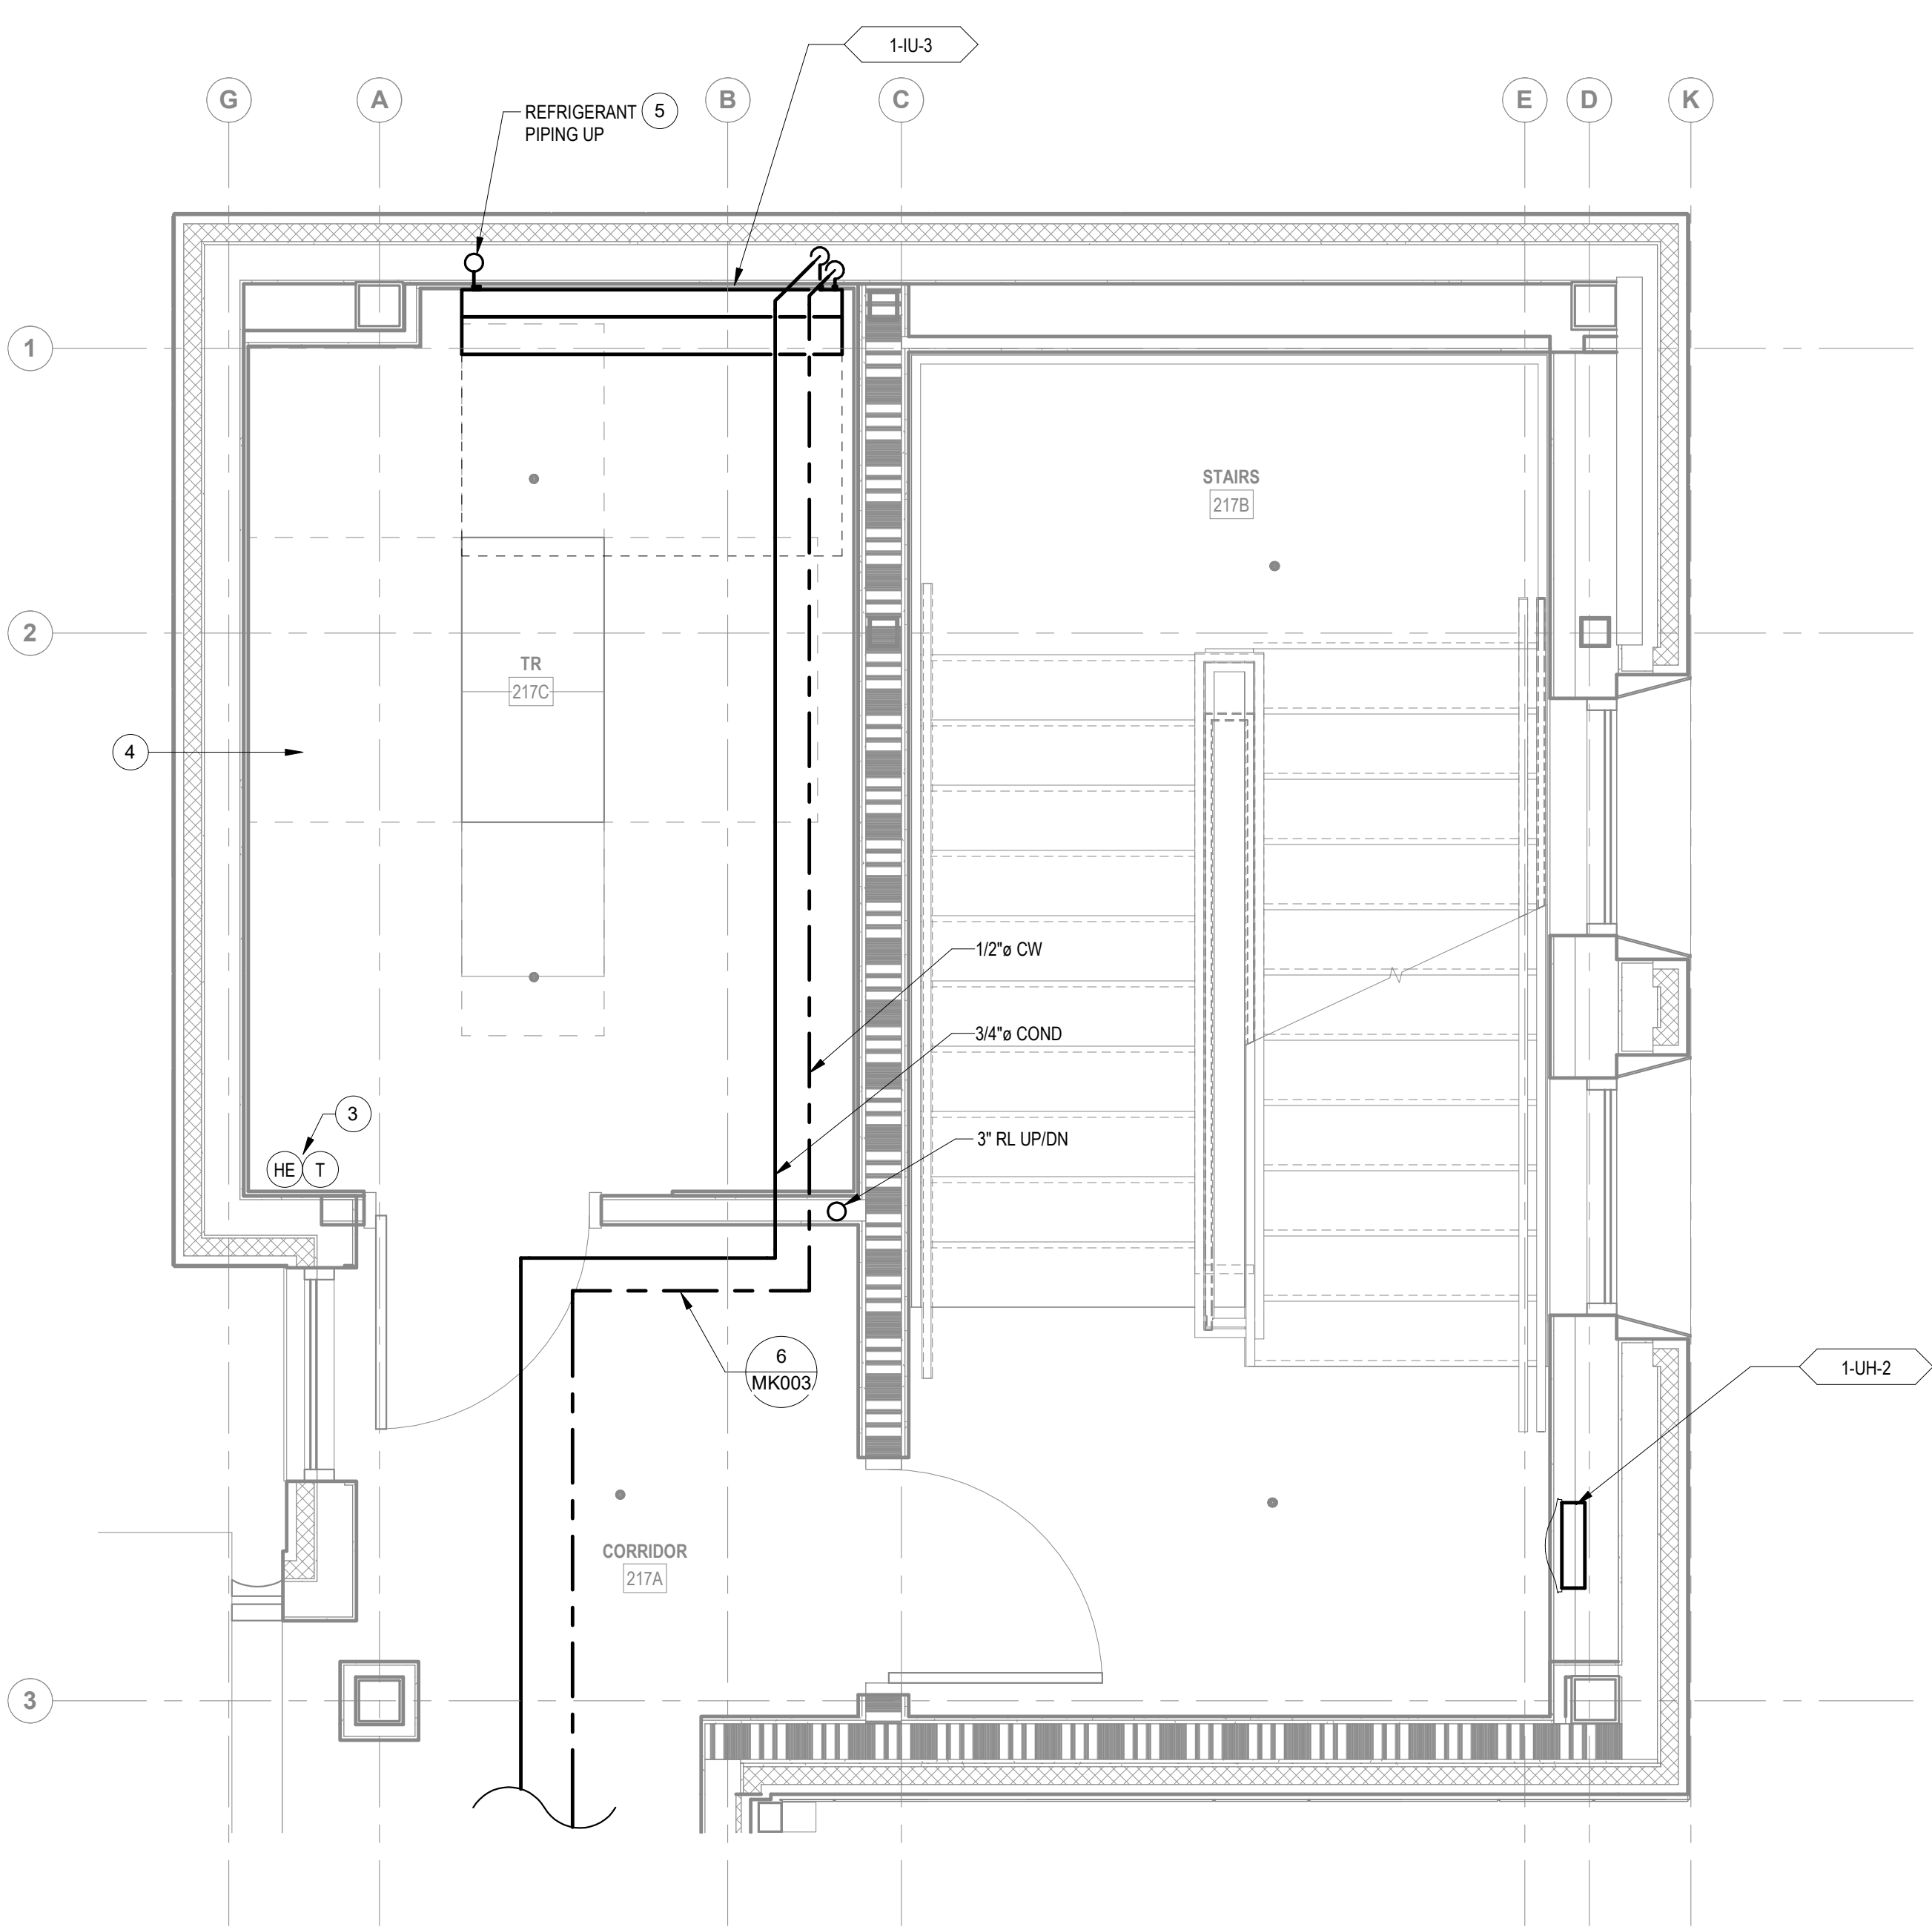 1-IU-3
G
A
B
C
E
D
K
REFRIGERANT 5
PIPING UP
1
STAIRS
217B
2
TR
217C
4
1/2"ø CW
3/4"ø COND
3
3" RL UP/DN
HE T
6
MK003
1-UH-2
CORRIDOR
217A
3